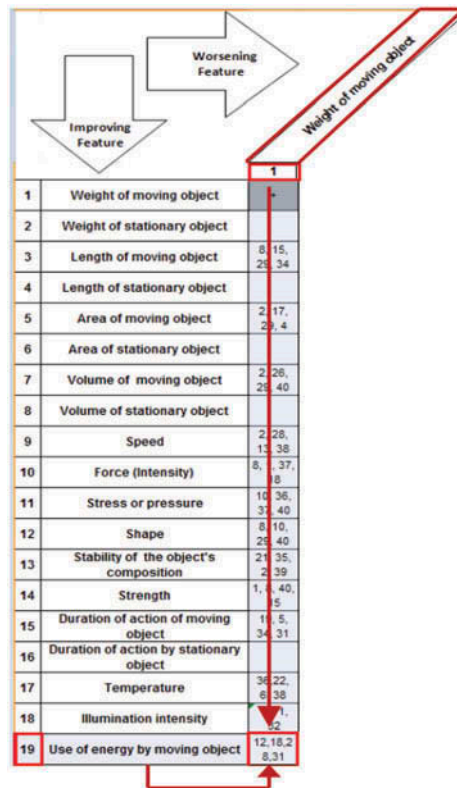 Worsening
Feature
Improving
Feature
Weight of moving object
1
1 Weight of moving object +
2 Weight of stationary object
3 Length of moving object 8, 15,
29, 34
4 Length of stationary object
5 Area of moving object 2, 17,
29, 4
6 Area of stationary object
7 Volume of moving object 2, 26,
29, 40
8 Volume of stationary object
9 Speed 2, 28,
13, 38
10 Force (Intensity) 8, 37,
18
11 Stress or pressure 10, 36,
37, 40
12 Shape 8, 10,
29, 40
13 Stability of the object's
composition 21, 35,
2, 39
14 Strength 1, 40,
15
15 Duration of action of moving
object 5,
34, 31
16 Duration of action by stationary
object
17 Temperature 36,22,
6, 38
18 Illumination intensity 1,
32
19 Use of energy by moving object 12,18,2
8,31